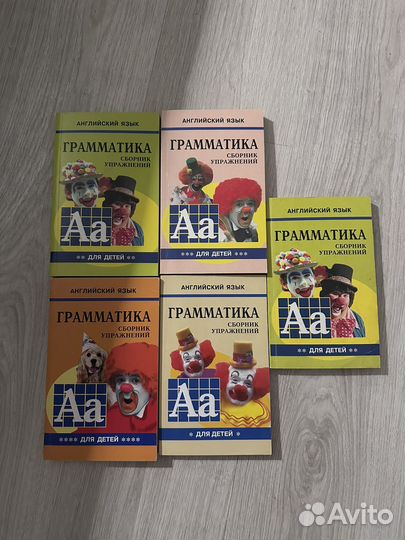 АНГЛИЙСКИЙ ЯЗЫК
ГРАММАТИКА
СБОРНИК
УПРАЖНЕНИЙ
Aa
** ДЛЯ ДЕТЕЙ **
АНГЛИЙСКИЙ ЯЗЫК
ГРАММАТИКА
СБОРНИК
УПРАЖНЕНИЙ
Aa
*** ДЛЯ ДЕТЕЙ ***
АНГЛИЙСКИЙ ЯЗЫК
ГРАММАТИКА
СБОРНИК
УПРАЖНЕНИЙ
Aa
** ДЛЯ ДЕТЕЙ **
АНГЛИЙСКИЙ ЯЗЫК
ГРАММАТИКА
СБОРНИК
УПРАЖНЕНИЙ
Aa
**** ДЛЯ ДЕТЕЙ ****
АНГЛИЙСКИЙ ЯЗЫК
ГРАММАТИКА
СБОРНИК
УПРАЖНЕНИЙ
Aa
* ДЛЯ ДЕТЕЙ *
Avito